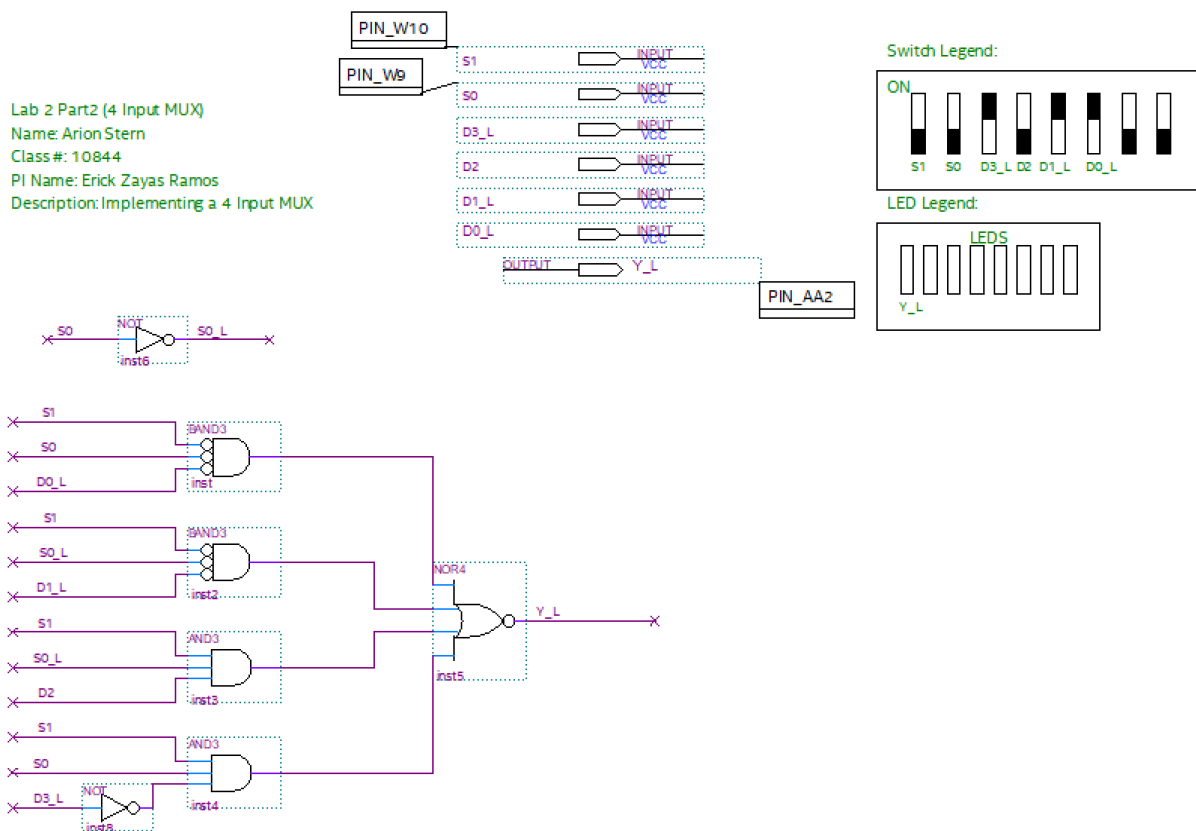 PIN_W10
PIN_W9
S1
INPUT
VCC
S0
INPUT
VCC
D3_L
INPUT
VCC
D2
INPUT
VCC
D1_L
INPUT
VCC
D0_L
INPUT
VCC
OUTPUT
Y_L
PIN_AA2
Lab 2 Part2 (4 Input MUX)
Name: Arion Stern
Class#: 10844
PI Name: Erick Zayas Ramos
Description: Implementing a 4 Input MUX
Switch Legend:
ON
S1 S0 D3_L D2 D1_L D0_L
LED Legend:
LEDS
Y_L
S0
NOT
S0_L
inst6
S1
BAND3
S0
D0_L
inst
S1
BAND3
S0_L
D1_L
inst2
S1
AND3
S0_L
D2
inst3
S1
AND3
S0
D3_L
NOT
inst8
inst4
NOR4
Y_L
inst5